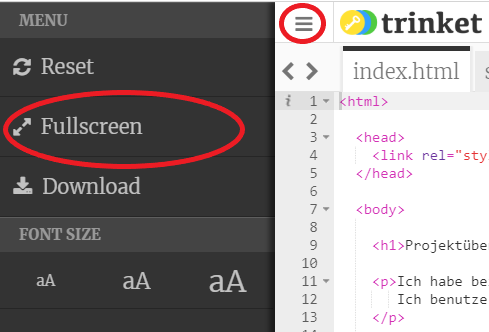 MENU
Reset
Fullscreen
Download
FONT SIZE
aA aA aA
trinket
index.html
i 1 <html>
2
3 <head>
4 <link rel="sty
5 </head>
6
7 <body>
8
9 <h1>Projektübe
10
11 <p>Ich habe be
12 Ich benutze
13 </p>
14